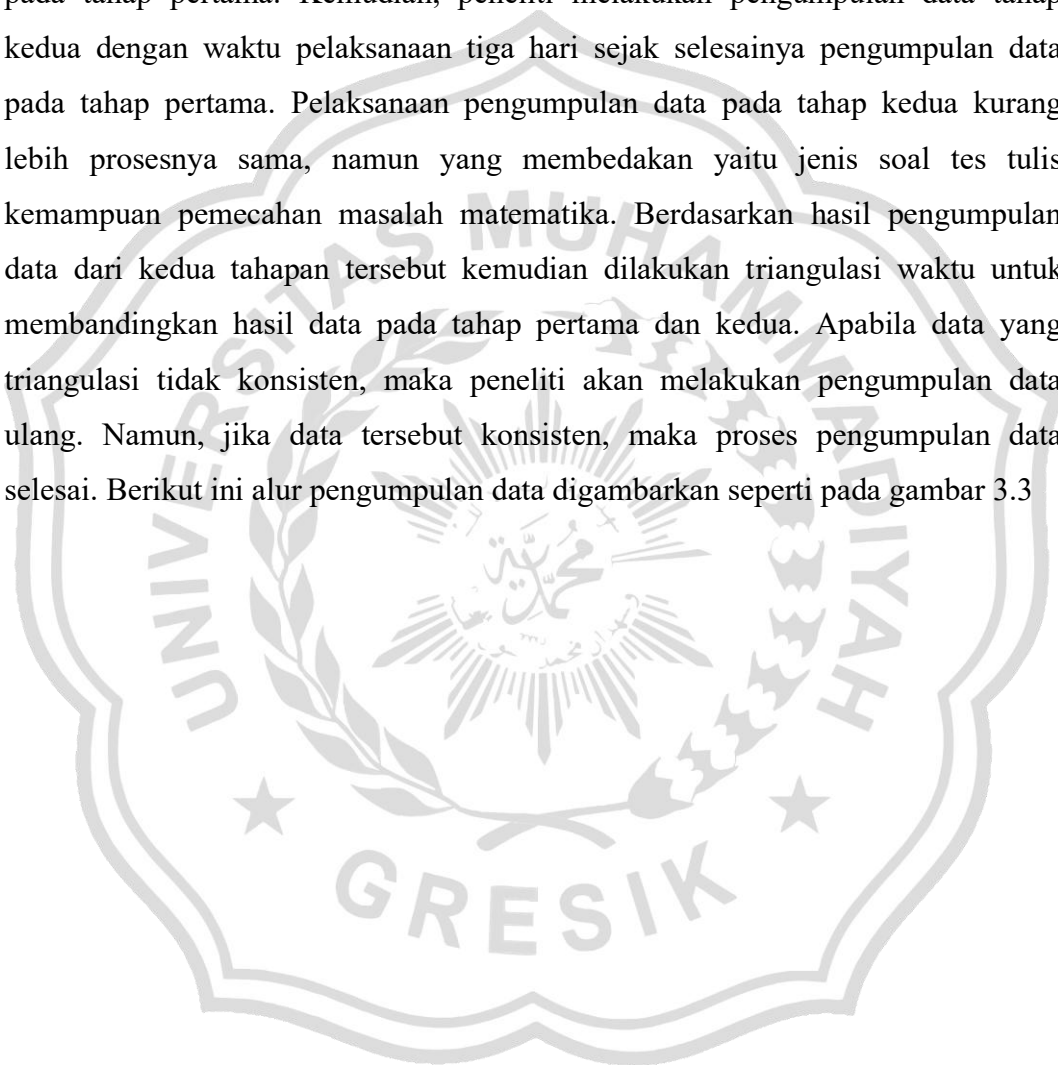 pada tahap pertama. Kemudian, peneliti melakukan pengumpulan data tahap
kedua dengan waktu pelaksanaan tiga hari sejak selesainya pengumpulan data
pada tahap pertama. Pelaksanaan pengumpulan data pada tahap kedua kurang
lebih prosesnya sama, namun yang membedakan yaitu jenis soal tes tulis
kemampuan pemecahan masalah matematika. Berdasarkan hasil pengumpulan
data dari kedua tahapan tersebut kemudian dilakukan triangulasi waktu untuk
membandingkan hasil data pada tahap pertama dan kedua. Apabila data yang
triangulasi tidak konsisten, maka peneliti akan melakukan pengumpulan data
ulang. Namun, jika data tersebut konsisten, maka proses pengumpulan data
selesai. Berikut ini alur pengumpulan data digambarkan seperti pada gambar 3.3
UNIVERSITAS MUHAMMADIYAH
GRESIK